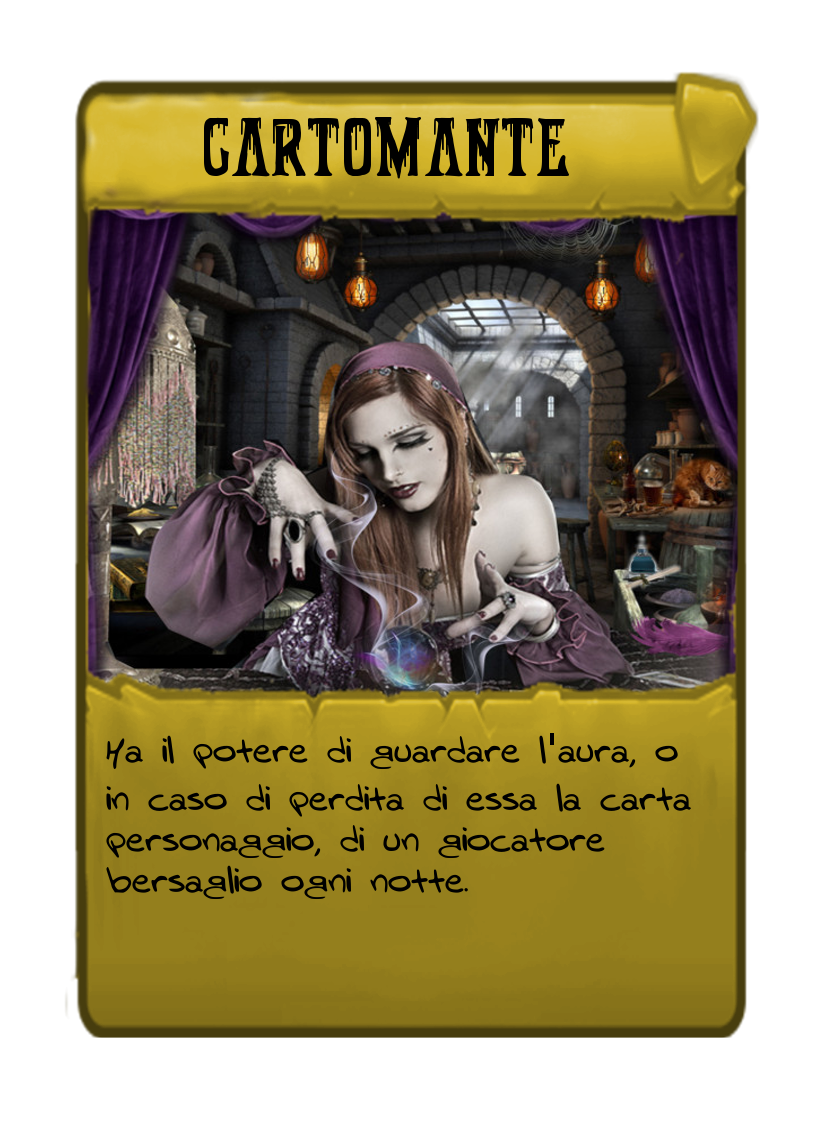 CARTOMANTE
Ha il potere di guardare l'aura, o
in caso di perdita di essa la carta
personaggio, di un giocatore
bersaglio ogni notte.